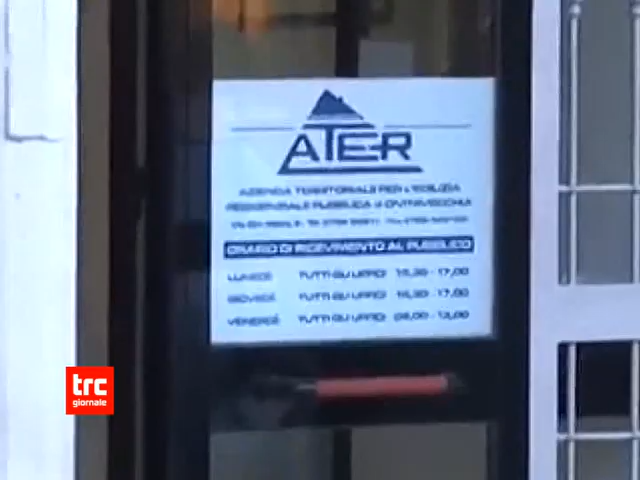 ATER
AZIENDA TERRITORIALE PER L'EDILIZIA
RESIDENZIALE PUBBLICA di CIVITAVECCHIA
ORARIO DI RICEVIMENTO AL PUBBLICO
LUNEDÌ TUTTI GLI UFFICI 15,30 - 17,00
GIOVEDÌ TUTTI GLI UFFICI 15,30 - 17,00
VENERDÌ TUTTI GLI UFFICI 09,00 - 12,00
trc
giornale